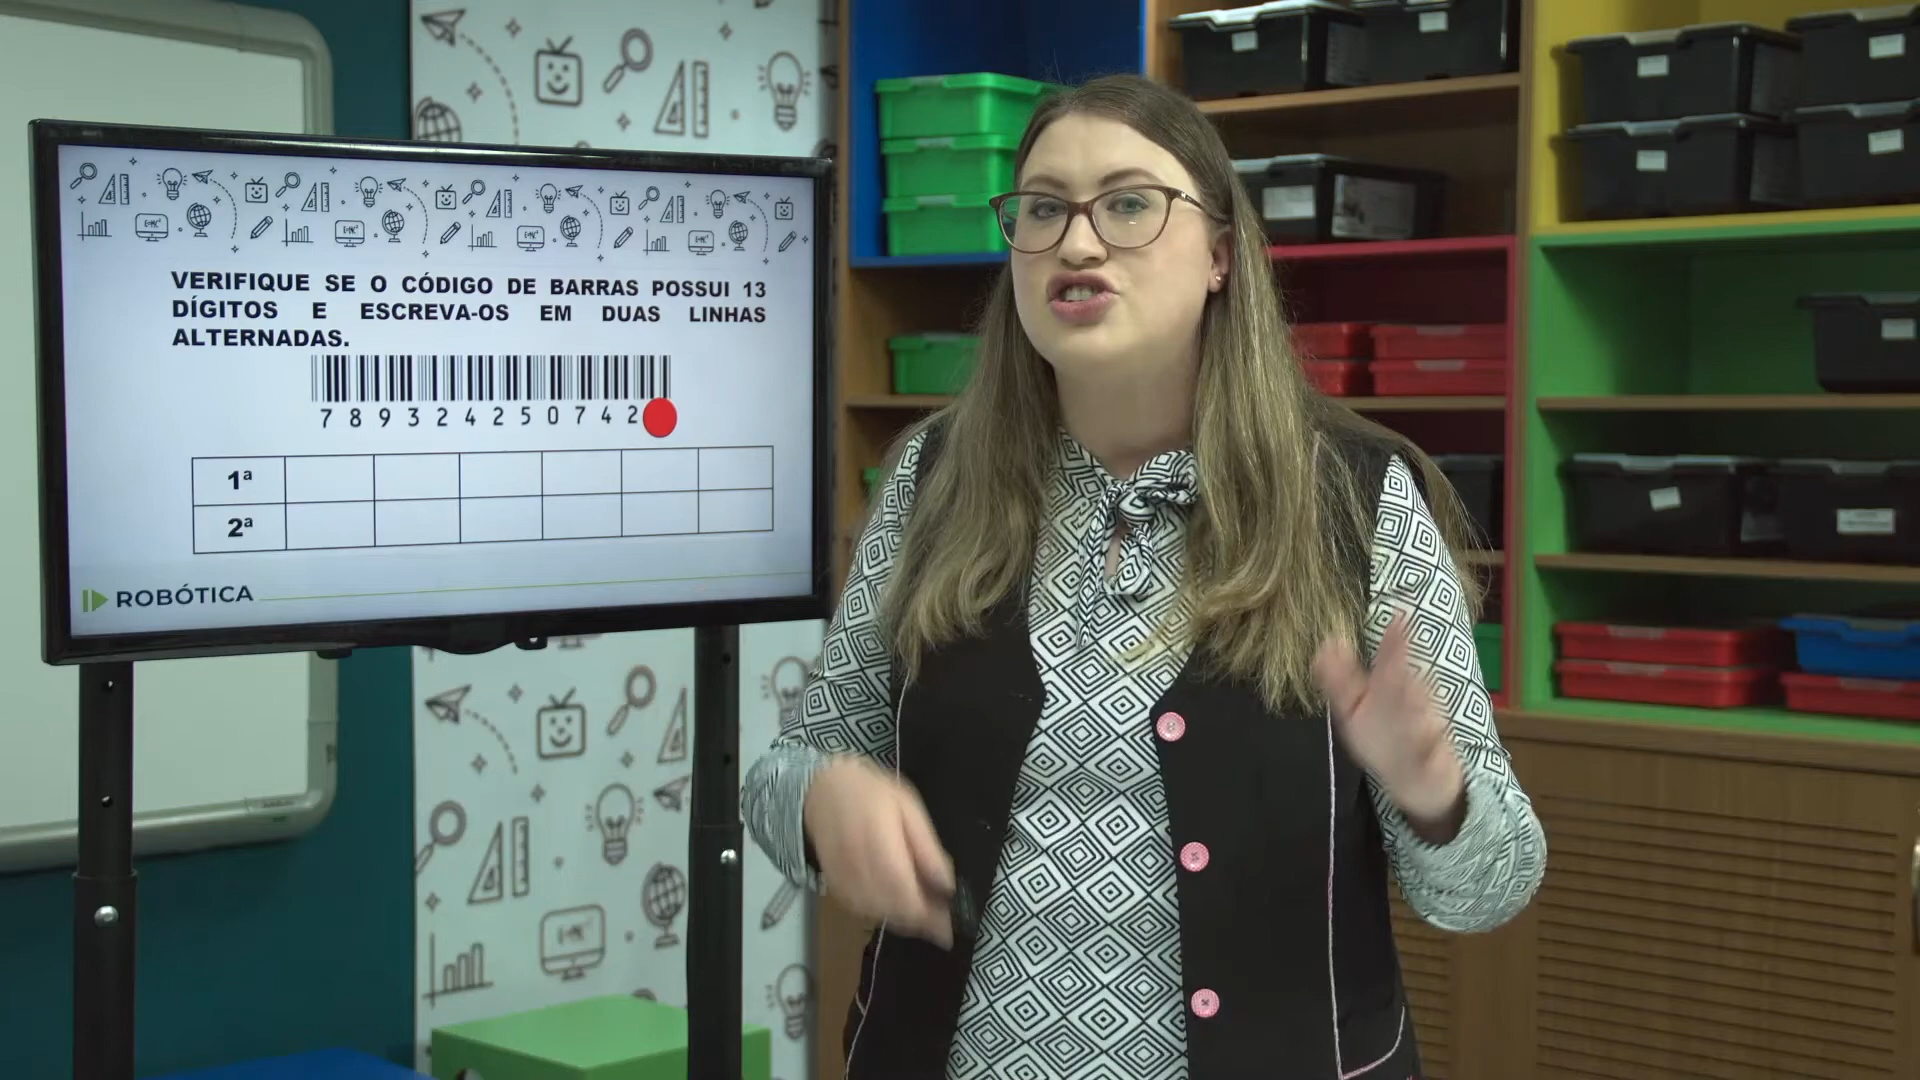 VERIFIQUE SE O CÓDIGO DE BARRAS POSSUI 13
DÍGITOS E ESCREVA-OS EM DUAS LINHAS
ALTERNADAS.
7 8 9 3 2 4 2 5 0 7 4 2
1ª
2ª
ROBÓTICA